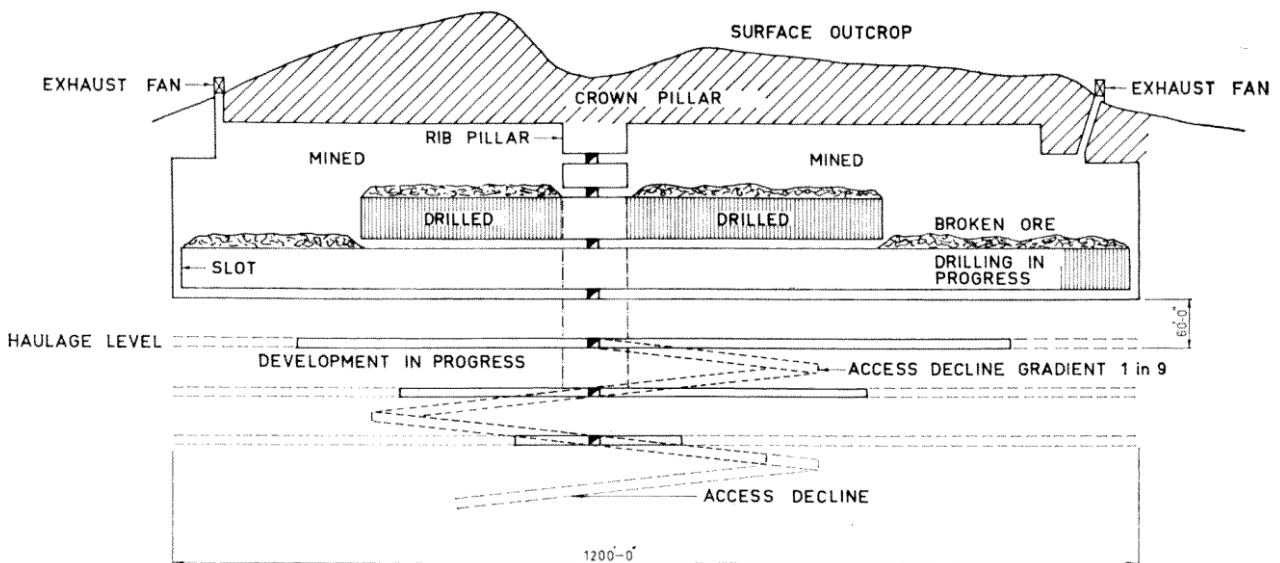 SURFACE OUTCROP
EXHAUST FAN
EXHAUST FAN
CROWN PILLAR
RIB PILLAR
MINED
MINED
DRILLED
DRILLED
BROKEN ORE
SLOT
DRILLING IN
PROGRESS
60'-0"
HAULAGE LEVEL
DEVELOPMENT IN PROGRESS
ACCESS DECLINE GRADIENT 1 in 9
ACCESS DECLINE
1200'-0"